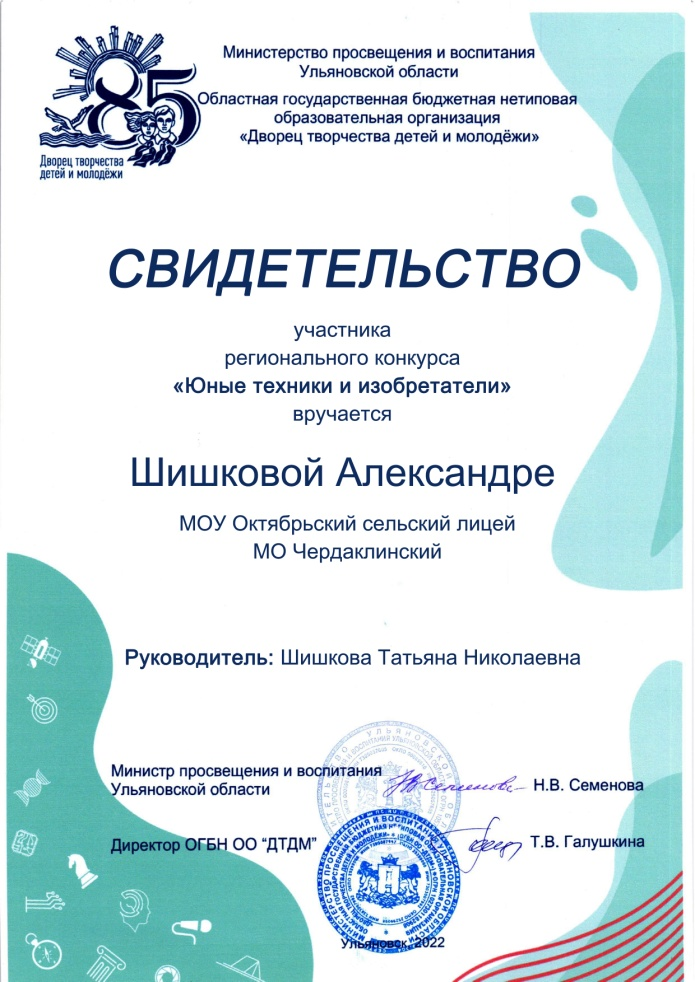 Министерство просвещения и воспитания
Ульяновской области
85
Областная государственная бюджетная нетиповая
образовательная организация
«Дворец творчества детей и молодёжи»
Дворец творчества
детей и молодёжи
СВИДЕТЕЛЬСТВО
участника
регионального конкурса
«Юные техники и изобретатели»
вручается
Шишковой Александре
МОУ Октябрьский сельский лицей
МО Чердаклинский
Руководитель: Шишкова Татьяна Николаевна
Министр просвещения и воспитания
Ульяновской области
Н.В. Семенова
Директор ОГБН ОО “ДТДМ”
Т.В. Галушкина
Ульяновск, 2022